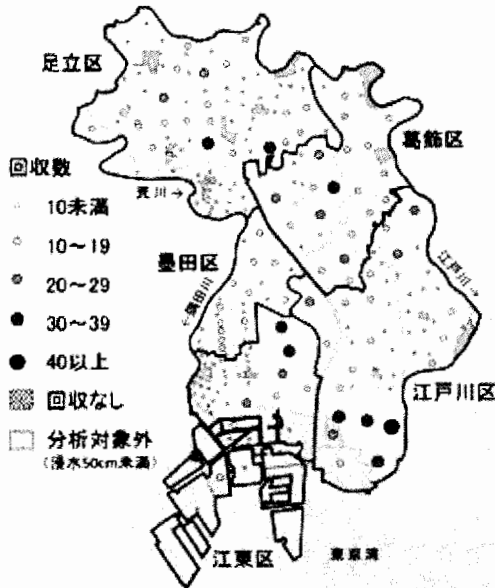 足立区
葛飾区
回収数
荒川→
10未満
10～19
墨田区
江戸川→
20～29
←隅田川
30～39
40以上
江戸川区
回収なし
分析対象外
(浸水50cm未満)
江東区
東京湾